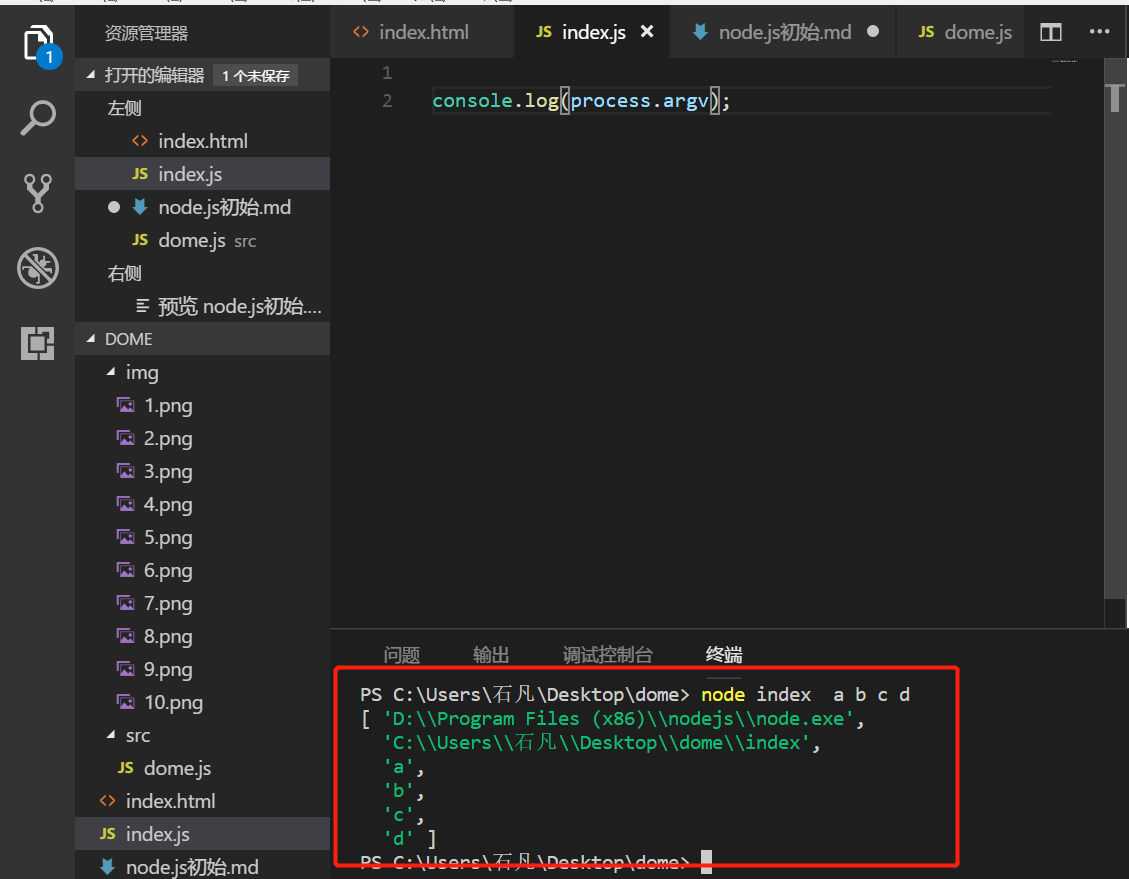 资源管理器
1
打开的编辑器 1 个未保存
左侧
index.html
JS index.js
node.js初始.md
JS dome.js src
右侧
预览 node.js初始....
DOME
img
1.png
2.png
3.png
4.png
5.png
6.png
7.png
8.png
9.png
10.png
src
JS dome.js
index.html
JS index.js
node.js初始.md
index.html JS index.js × node.js初始.md JS dome.js ...
1
2 console.log(process.argv);
问题 输出 调试控制台 终端
PS C:\Users\石凡\Desktop\dome> node index  a b c d
[ 'D:\\Program Files (x86)\\nodejs\\node.exe',
'C:\\Users\\石凡\\Desktop\\dome\\index',
'a',
'b',
'c',
'd' ]
PS C:\Users\石凡\Desktop\dome>